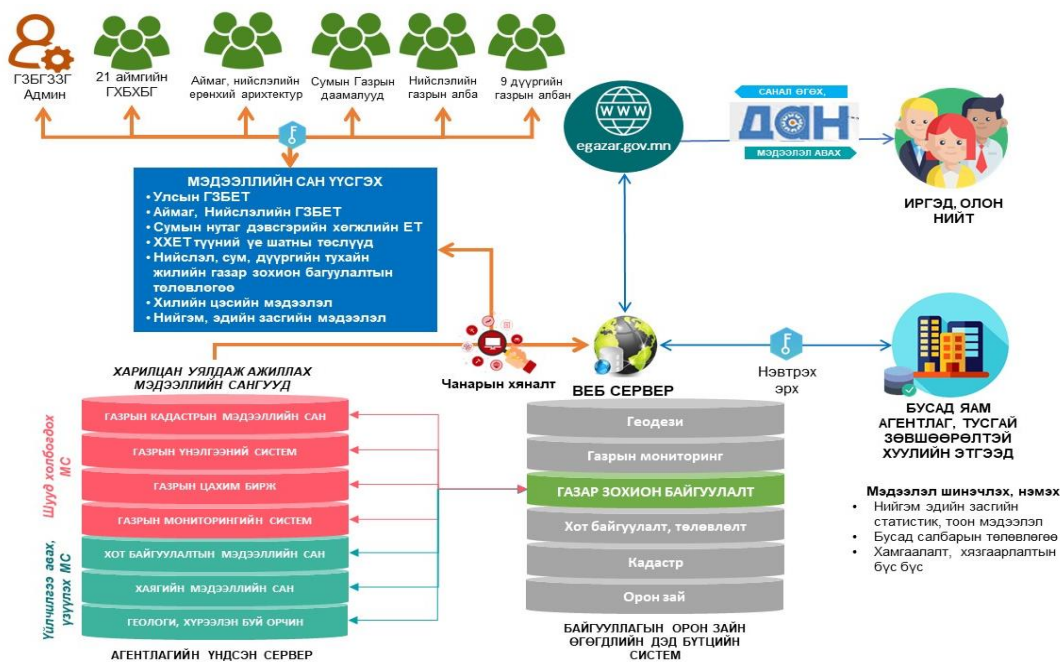 ГЗБГЗЗГ
Админ
21 аймгийн
ГХБХБГ
Аймаг, нийслэлийн
ерөнхий архитектур
Сумын Газрын
даамалууд
Нийслэлийн
газрын алба
9 дүүргийн
газрын албан
МЭДЭЭЛЛИЙН САН ҮҮСГЭХ
• Улсын ГЗБЕТ
• Аймаг, Нийслэлийн ГЗБЕТ
• Сумын нутаг дэвсгэрийн хөгжлийн ЕТ
• ХХЕТ түүний үе шатны төслүүд
• Нийслэл, сум, дүүргийн тухайн
жилийн газар зохион багуулалтын
төлөвлөгөө
• Хилийн цэсийн мэдээлэл
• Нийгэм, эдийн засгийн мэдээлэл
WWW
egazar.gov.mn
САНАЛ ӨГӨХ,
ДАН
МЭДЭЭЛЭЛ АВАХ
ИРГЭД, ОЛОН
НИЙТ
Чанарын хяналт
ВЕБ СЕРВЕР
Нэвтрэх
эрх
БУСАД ЯАМ
АГЕНТЛАГ, ТУСГАЙ
ЗӨВШӨӨРӨЛТЭЙ
ХУУЛИЙН ЭТГЭЭД
Мэдээлэл шинэчлэх, нэмэх
• Нийгэм эдийн засгийн
статистик, тоон мэдээлэл
• Бусад салбарын төлөвлөгөө
• Хамгаалалт, хязгаарлалтын
бүс бүс
ХАРИЛЦАН УЯЛДАЖ АЖИЛЛАХ
МЭДЭЭЛЛИЙН САНГУУД
Шууд холбогдох
МС
ГАЗРЫН КАДАСТРЫН МЭДЭЭЛЛИЙН САН
ГАЗРЫН ҮНЭЛГЭЭНИЙ СИСТЕМ
ГАЗРЫН ЦАХИМ БИРЖ
ГАЗРЫН МОНИТОРИНГИЙН СИСТЕМ
Үйлчилгээ авах,
үзүүлэх МС
ХОТ БАЙГУУЛАЛТЫН МЭДЭЭЛЛИЙН САН
ХАЯГИЙН МЭДЭЭЛЛИЙН САН
ГЕОЛОГИ, ХҮРЭЭЛЭН БУЙ ОРЧИН
АГЕНТЛАГИЙН ҮНДСЭН СЕРВЕР
Геодези
Газрын мониторинг
ГАЗАР ЗОХИОН БАЙГУУЛАЛТ
Хот байгуулалт, төлөвлөлт
Кадастр
Орон зай
БАЙГУУЛЛАГЫН ОРОН ЗАЙН
ӨГӨГДЛИЙН ДЭД БҮТЦИЙН
СИСТЕМ